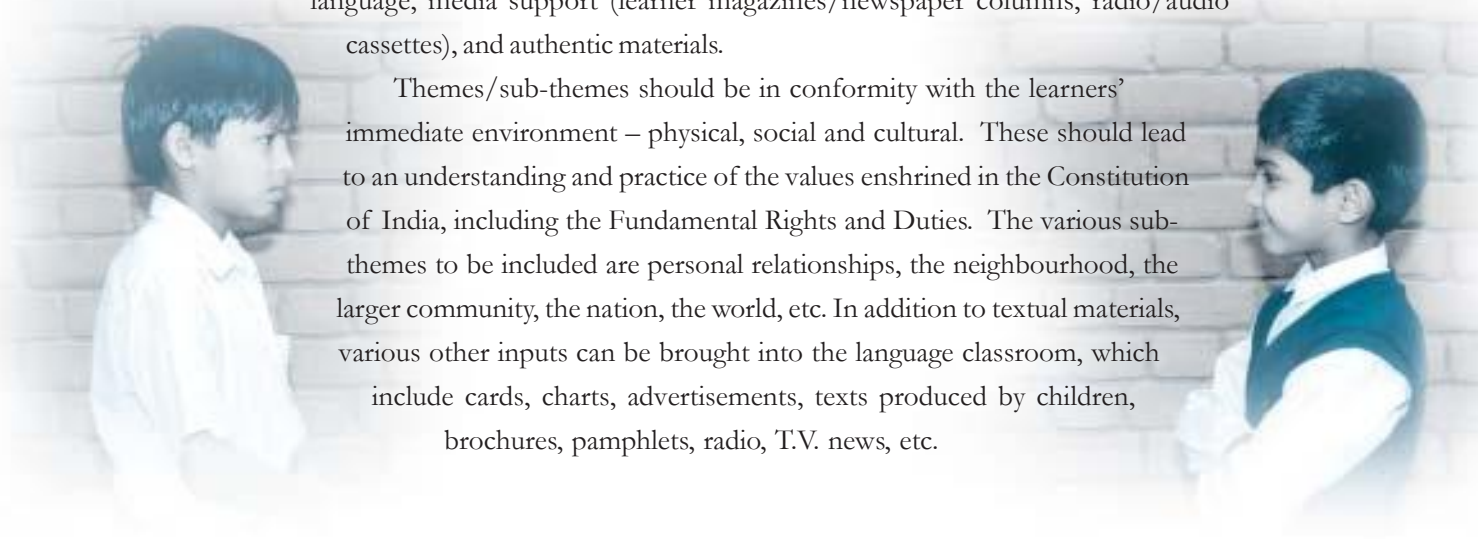 language, media support (learner magazines/newspaper columns, radio/audio
cassettes), and authentic materials.
Themes/sub-themes should be in conformity with the learners’
immediate environment – physical, social and cultural. These should lead
to an understanding and practice of the values enshrined in the Constitution
of India, including the Fundamental Rights and Duties. The various sub-
themes to be included are personal relationships, the neighbourhood, the
larger community, the nation, the world, etc. In addition to textual materials,
various other inputs can be brought into the language classroom, which
include cards, charts, advertisements, texts produced by children,
brochures, pamphlets, radio, T.V. news, etc.